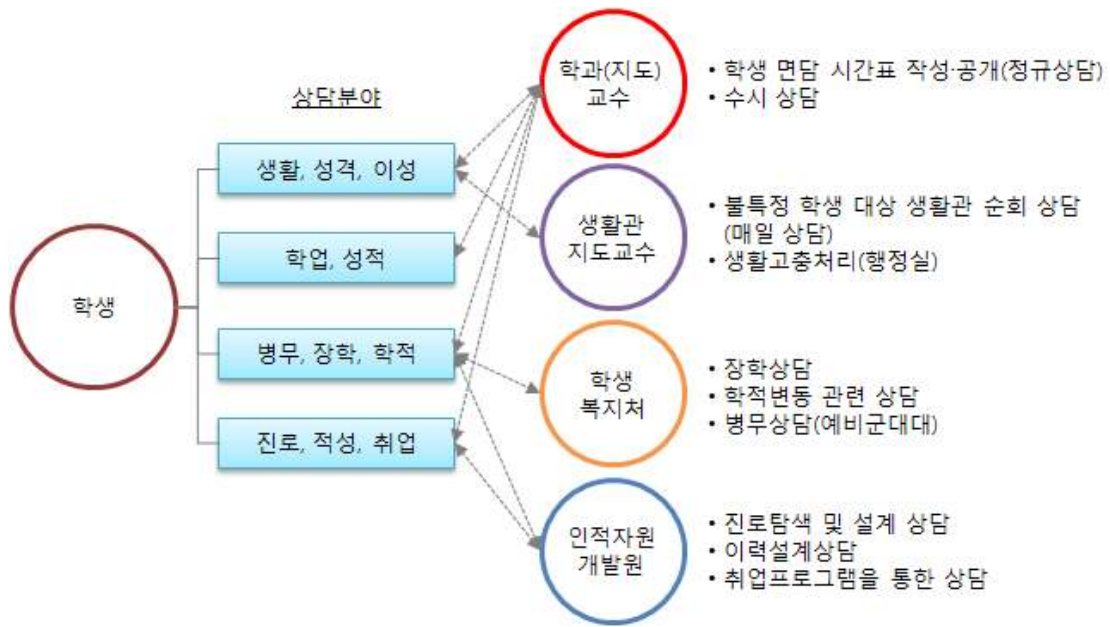 상담분야
학생
생활, 성격, 이성
학업, 성적
병무, 장학, 학적
진로, 적성, 취업
학과(지도)
교수
• 학생 면담 시간표 작성·공개(정규상담)
• 수시 상담
생활관
지도교수
• 불특정 학생 대상 생활관 순회 상담
(매일 상담)
• 생활고충처리(행정실)
학생
복지처
• 장학상담
• 학적변동 관련 상담
• 병무상담(예비군대대)
인적자원
개발원
• 진로탐색 및 설계 상담
• 이력설계상담
• 취업프로그램을 통한 상담